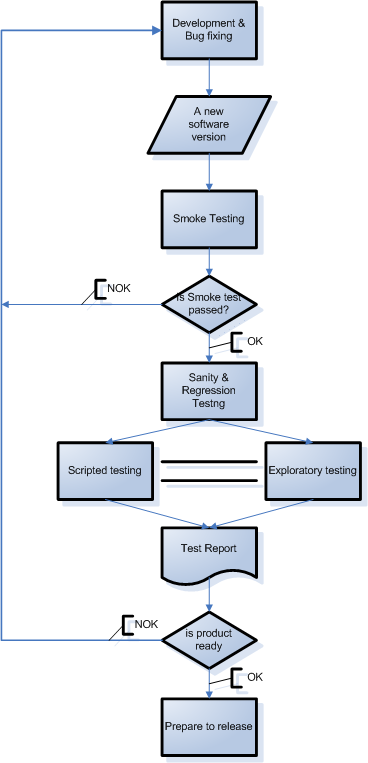 Development &
Bug fixing
A new
software
version
Smoke Testing
Is Smoke test
passed?
NOK
OK
Sanity &
Regression
Testng
Scripted testing
Exploratory testing
Test Report
is product
ready
NOK
OK
Prepare to release